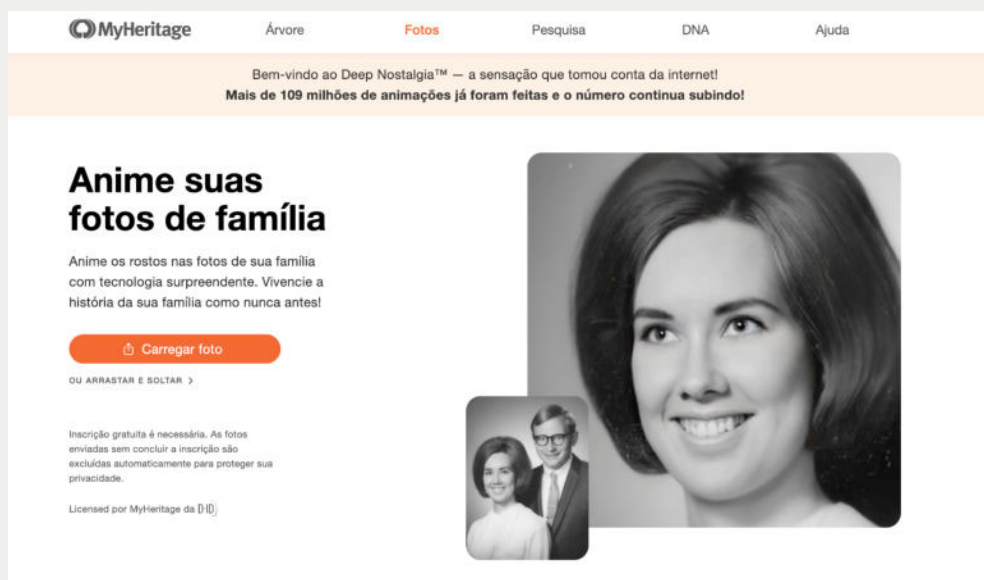 MyHeritage
Árvore
Fotos
Pesquisa
DNA
Ajuda
Bem-vindo ao Deep Nostalgia™ — a sensação que tomou conta da internet!
Mais de 109 milhões de animações já foram feitas e o número continua subindo!
Anime suas
fotos de família
Anime os rostos nas fotos de sua família
com tecnologia surpreendente. Vivencie a
história da sua família como nunca antes!
Carregar foto
OU ARRASTAR E SOLTAR >
Inscrição gratuita é necessária. As fotos
enviadas sem concluir a inscrição são
excluídas automaticamente para proteger sua
privacidade.
Licensed por MyHeritage da D-ID